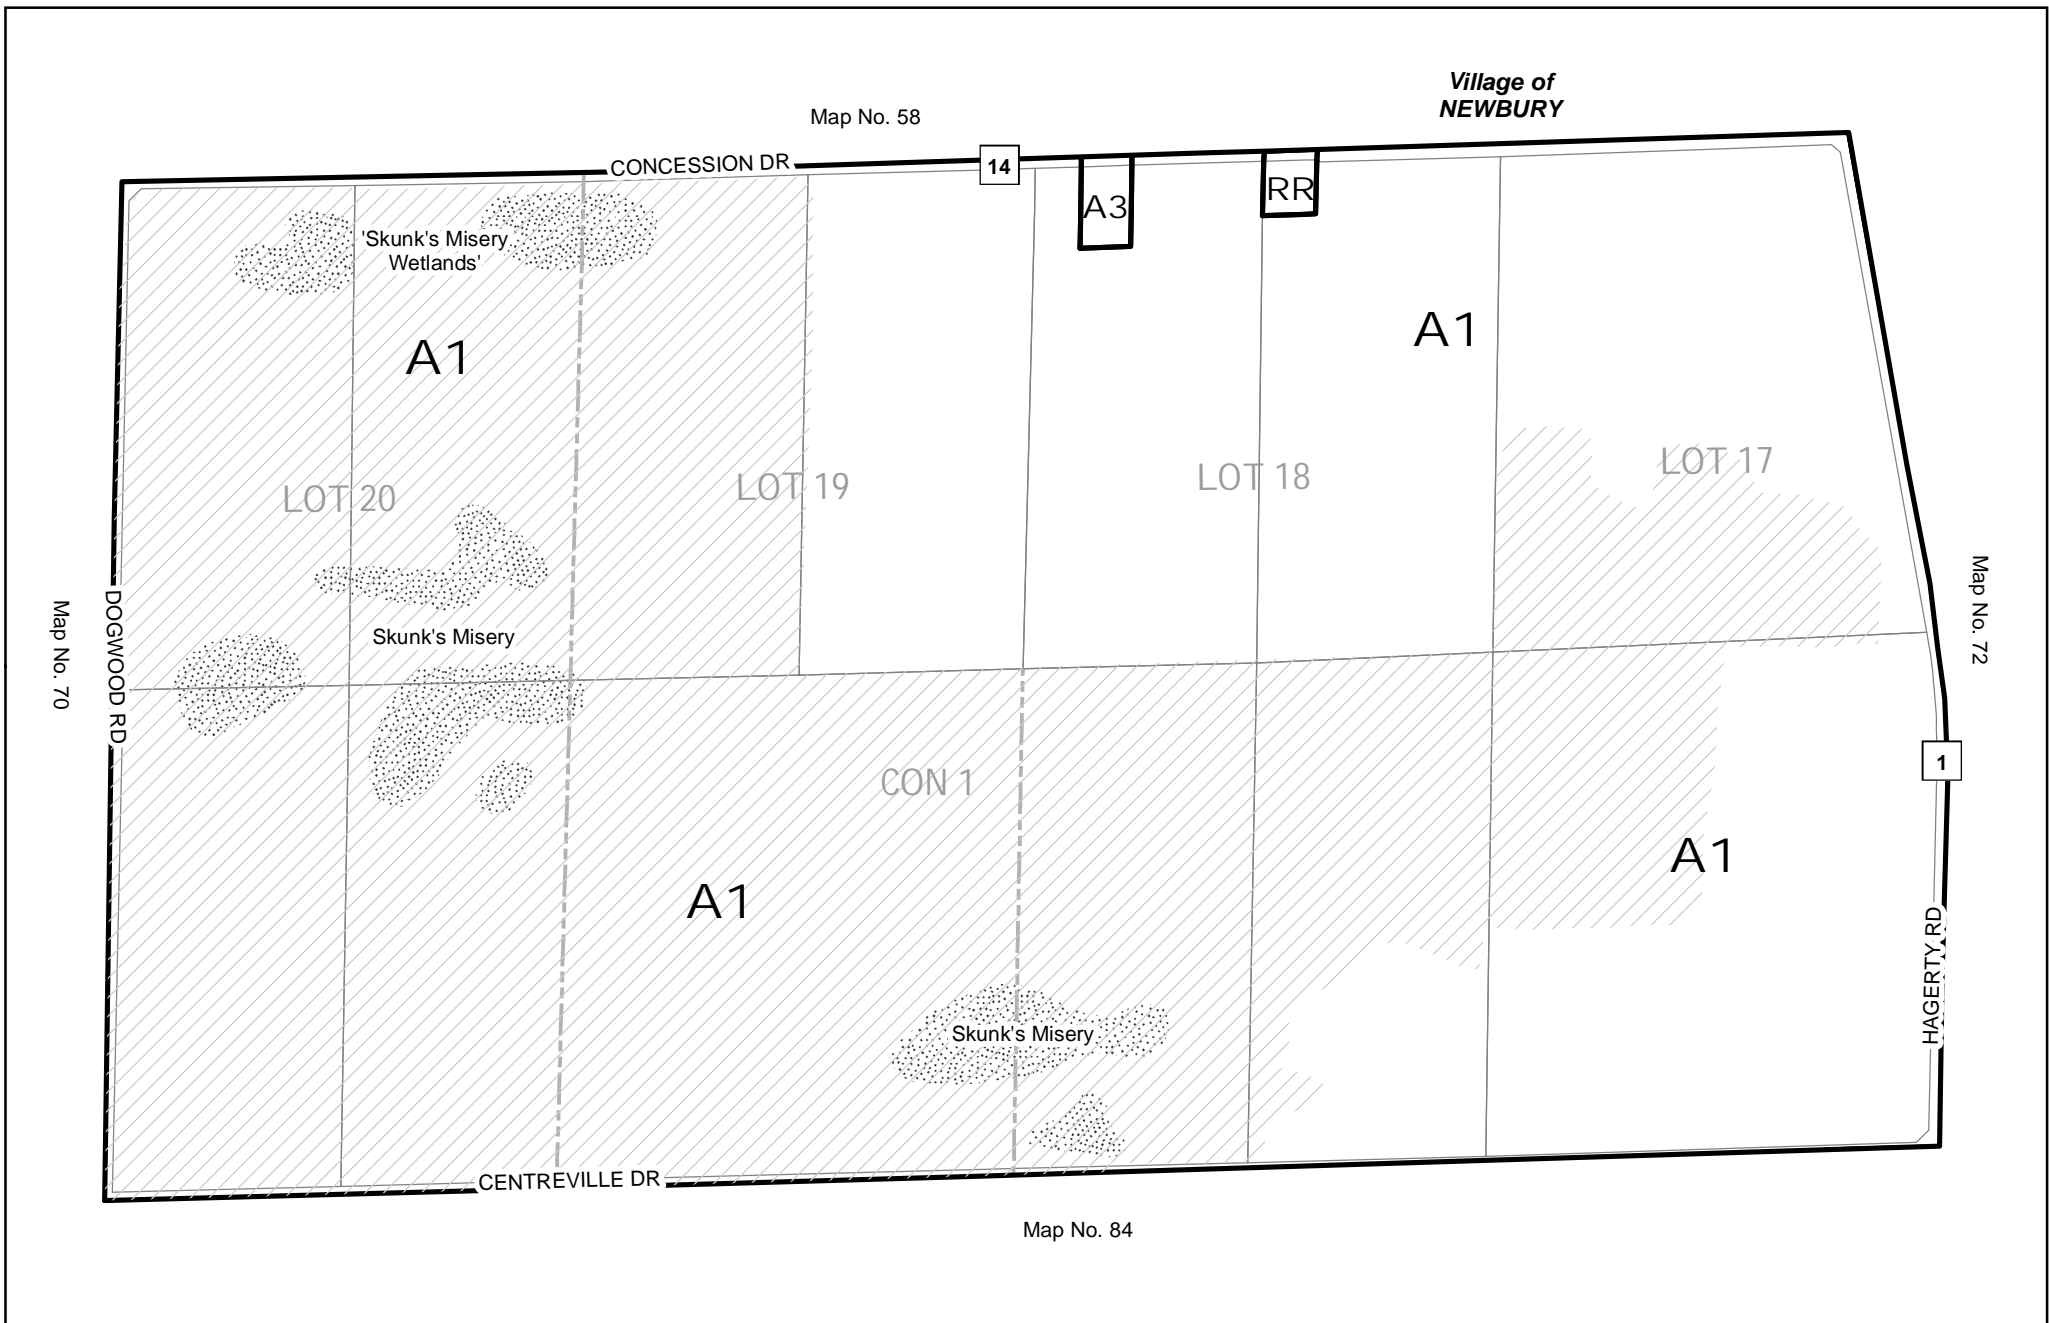 Village of
NEWBURY
Map No. 58
CONCESSION DR
14
A3
RR
'Skunk's Misery
Wetlands'
A1
A1
LOT 20
LOT 19
LOT 18
LOT 17
Map No. 70
DOGWOOD RD
Skunk's Misery
Map No. 72
1
CON 1
A1
A1
HAGERTY RD
Skunk's Misery
CENTREVILLE DR
Map No. 84